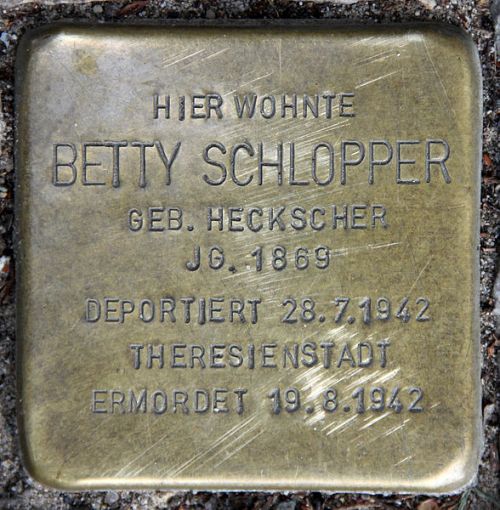 HIER WOHNTE
BETTY SCHLOPPER
GEB. HECKSCHER
JG. 1869
DEPORTIERT 28.7.1942
THERESIENSTADT
ERMORDET 19.8.1942